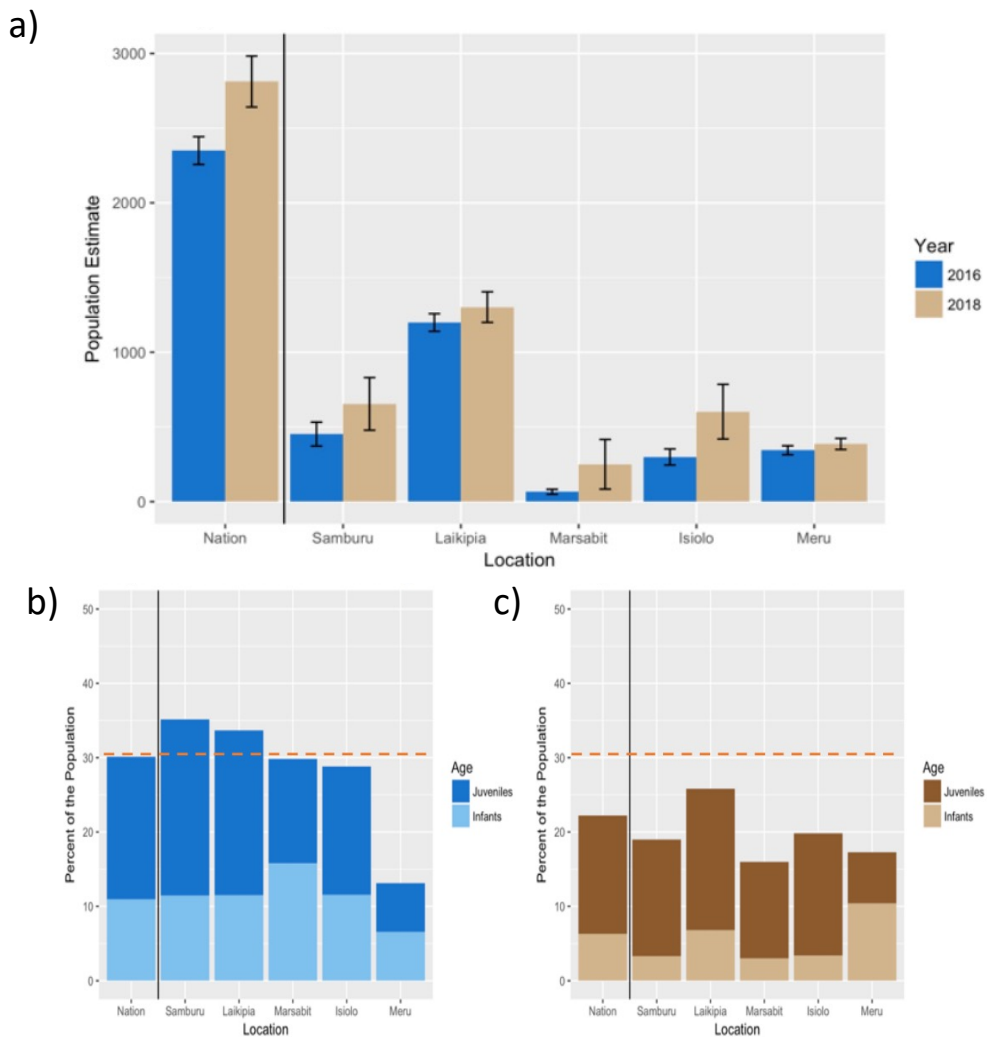 a)
3000
2000
1000
0
Population Estimate
Nation Samburu Laikipia Marsabit Isiolo Meru
Location
Year
2016
2018
b)
50
40
30
20
10
0
Percent of the Population
Nation Samburu Laikipia Marsabit Isiolo Meru
Location
Age
Juveniles
Infants
c)
50
40
30
20
10
0
Percent of the Population
Nation Samburu Laikipia Marsabit Isiolo Meru
Location
Age
Juveniles
Infants